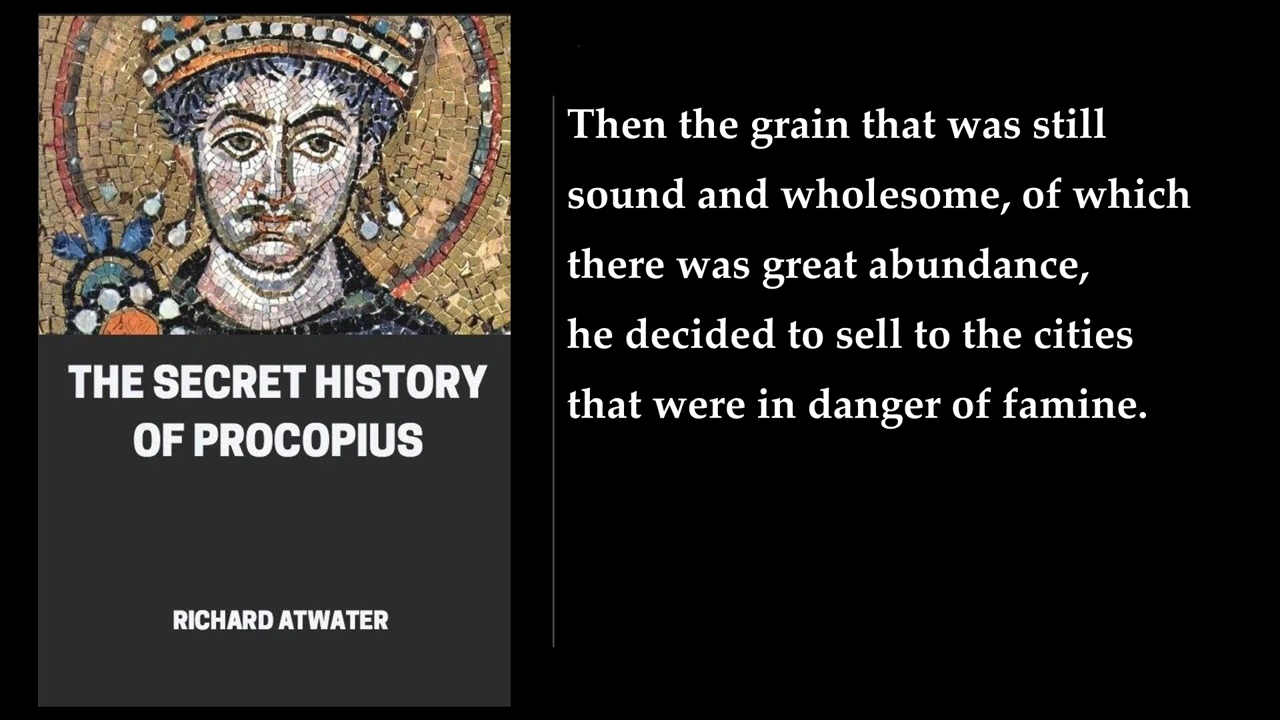 THE SECRET HISTORY
OF PROCOPIUS
RICHARD ATWATER
Then the grain that was still
sound and wholesome, of which
there was great abundance,
he decided to sell to the cities
that were in danger of famine.